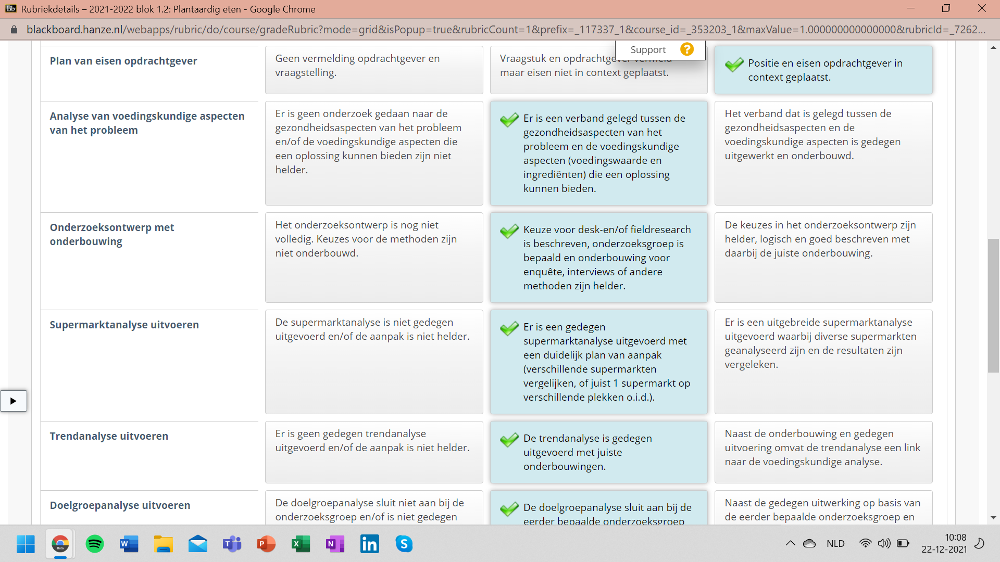 Rubriekdetails – 2021-2022 blok 1.2: Plantaardig eten - Google Chrome
blackboard.hanze.nl/webapps/rubric/do/course/gradeRubric?mode=grid&isPopup=true&rubricCount=1&prefix=_117337_1&course_id=_353203_1&maxValue=1.000000000000000&rubricId=_7262...
Support
Plan van eisen opdrachtgever
Geen vermelding opdrachtgever en
vraagstelling.
Vraagstuk en opdrachtgever vermeld
maar eisen niet in context geplaatst.
Positie en eisen opdrachtgever in
context geplaatst.
Analyse van voedingskundige aspecten
van het probleem
Er is geen onderzoek gedaan naar de
gezondheidsaspecten van het probleem
en/of de voedingskundige aspecten die
een oplossing kunnen bieden zijn niet
helder.
Er is een verband gelegd tussen de
gezondheidsaspecten van het
probleem en de voedingskundige
aspecten (voedingswaarde en
ingrediënten) die een oplossing
kunnen bieden.
Het verband dat is gelegd tussen de
gezondheidsaspecten en de
voedingskundige aspecten is gedegen
uitgewerkt en onderbouwd.
Onderzoeksontwerp met
onderbouwing
Het onderzoeksontwerp is nog niet
volledig. Keuzes voor de methoden zijn
niet onderbouwd.
Keuze voor desk-en/of fieldresearch
is beschreven, onderzoeksgroep is
bepaald en onderbouwing voor
enquête, interviews of andere
methoden zijn helder.
De keuzes in het onderzoeksontwerp zijn
helder, logisch en goed beschreven met
daarbij de juiste onderbouwing.
Supermarktanalyse uitvoeren
De supermarktanalyse is niet gedegen
uitgevoerd en/of de aanpak is niet helder.
Er is een gedegen
supermarktanalyse uitgevoerd met
een duidelijk plan van aanpak
(verschillende supermarkten
vergelijken, of juist 1 supermarkt op
verschillende plekken o.i.d.).
Er is een uitgebreide supermarktanalyse
uitgevoerd waarbij diverse supermarkten
geanalyseerd zijn en de resultaten zijn
vergeleken.
Trendanalyse uitvoeren
Er is geen gedegen trendanalyse
uitgevoerd en/of de aanpak is niet helder.
De trendanalyse is gedegen
uitgevoerd met juiste
onderbouwingen.
Naast de onderbouwing en gedegen
uitvoering omvat de trendanalyse een link
naar de voedingskundige analyse.
Doelgroepanalyse uitvoeren
De doelgroepanalyse sluit niet aan bij de
onderzoeksgroep en/of is niet gedegen
De doelgroepanalyse sluit aan bij de
eerder bepaalde onderzoeksgroep
Naast de gedegen uitwerking op basis van
de eerder bepaalde onderzoeksgroep en
NLD
10:08
22-12-2021